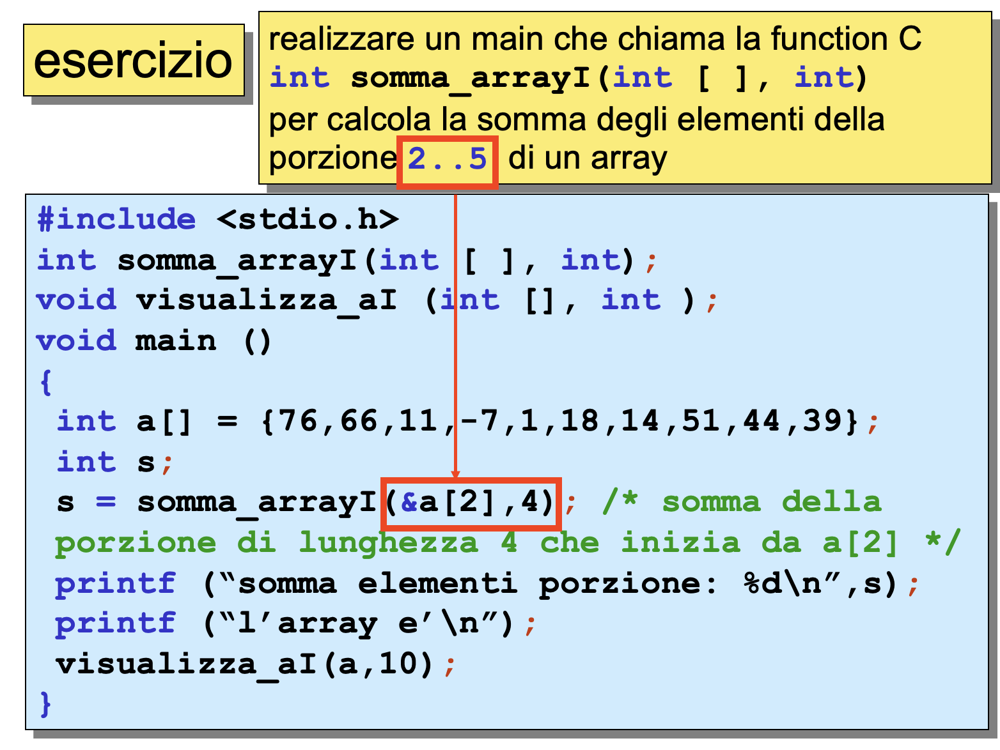 esercizio
realizzare un main che chiama la function C
int somma_arrayI(int [ ], int)
per calcola la somma degli elementi della
porzione 2..5 di un array
#include <stdio.h>
int somma_arrayI(int [ ], int);
void visualizza_aI (int [], int );
void main ()
{
int a[] = {76,66,11,-7,1,18,14,51,44,39};
int s;
s = somma_arrayI(&a[2],4); /* somma della
porzione di lunghezza 4 che inizia da a[2] */
printf (“somma elementi porzione: %d\n”,s);
printf (“l’array e’\n”);
visualizza_aI(a,10);
}